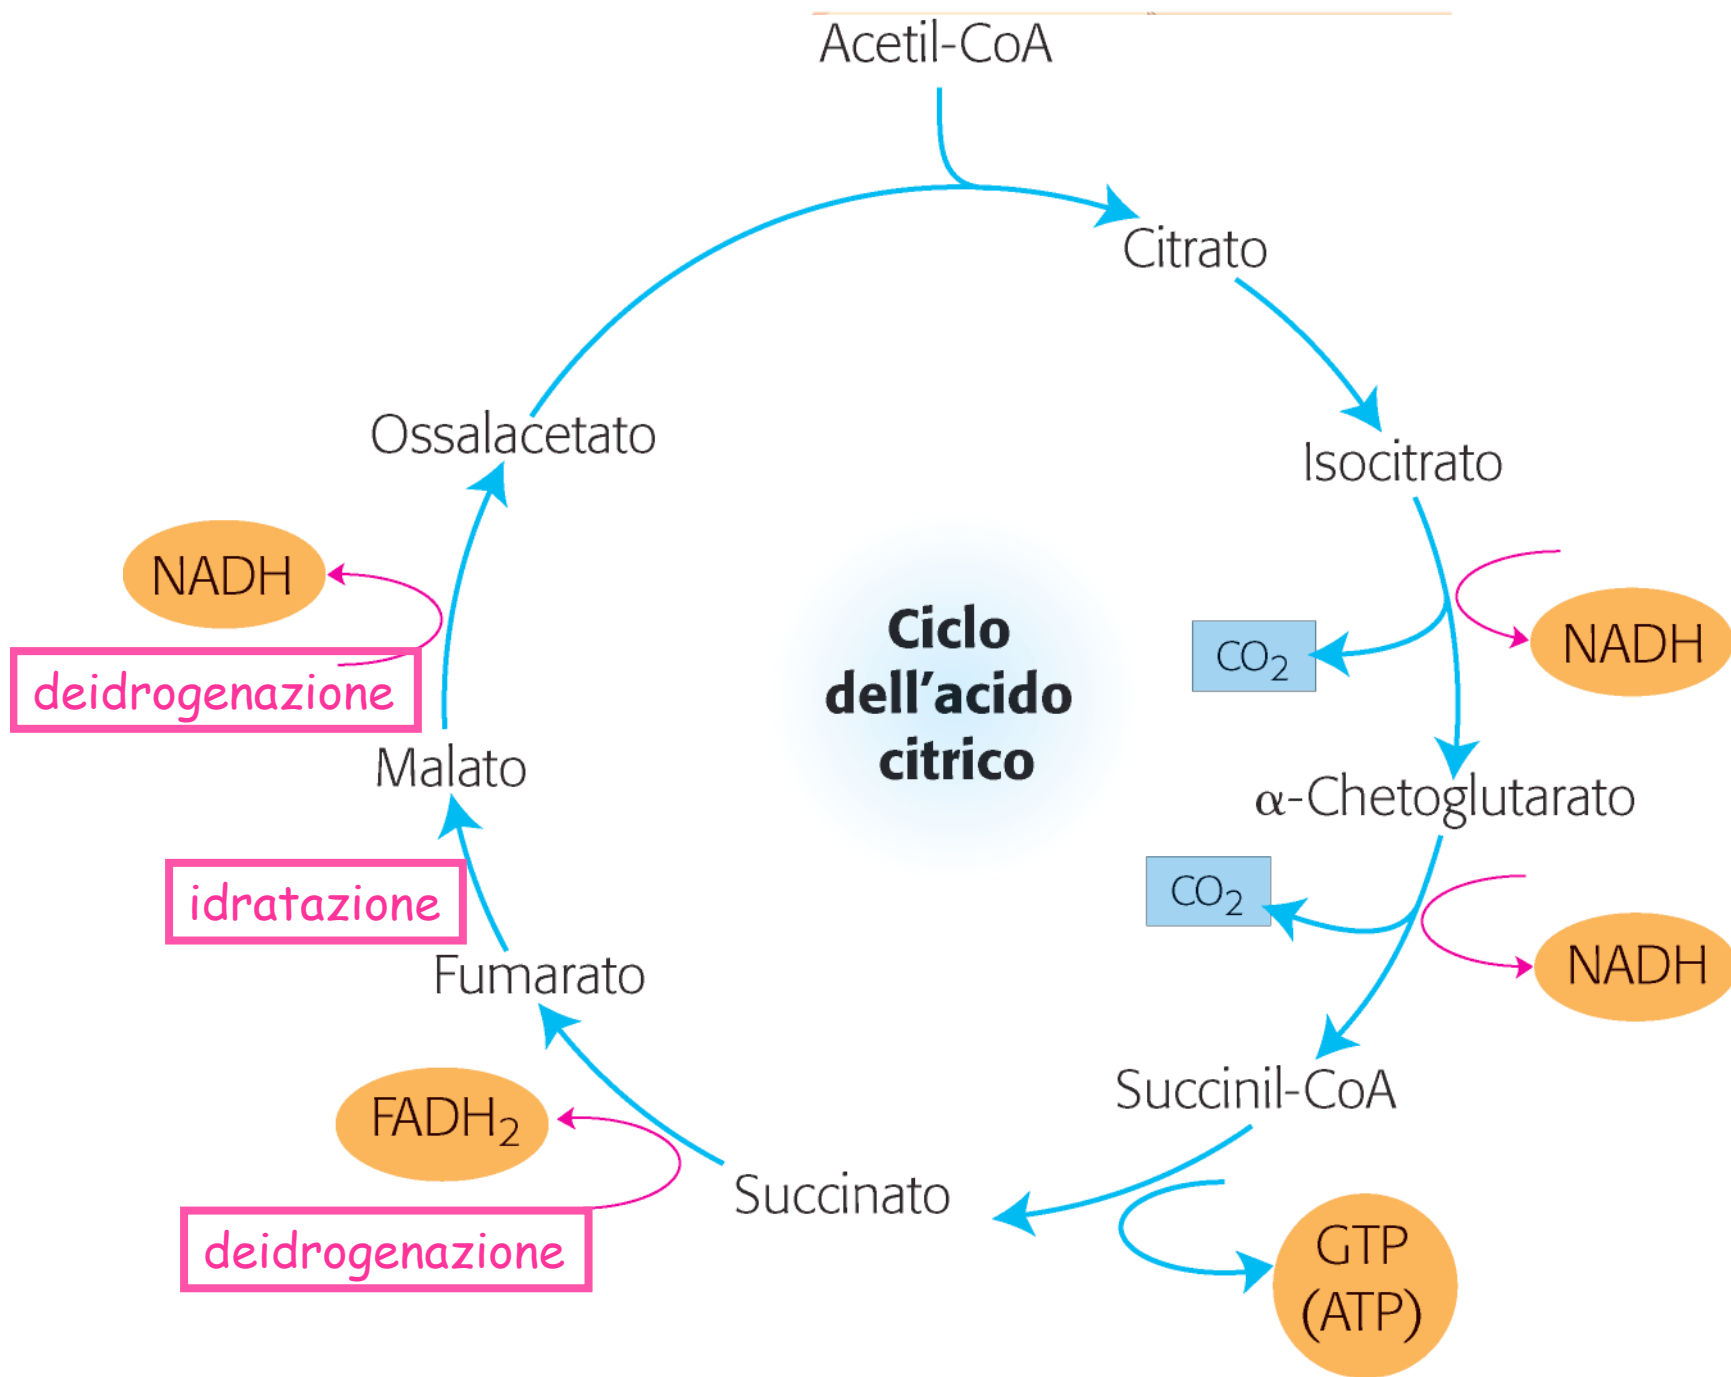 Acetil-CoA
Citrato
Isocitrato
NADH
CO2
α-Chetoglutarato
CO2
NADH
Succinil-CoA
GTP
(ATP)
Succinato
deidrogenazione
FADH2
Fumarato
idratazione
Malato
deidrogenazione
NADH
Ossalacetato
Ciclo
dell’acido
citrico